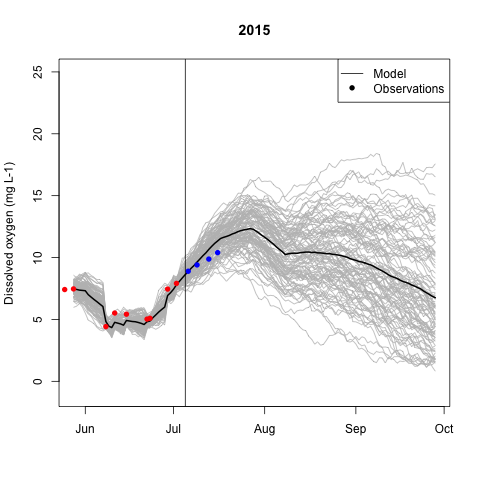 2015
Dissolved oxygen (mg L-1)
25
20
15
10
5
0
Model
Observations
Jun
Jul
Aug
Sep
Oct